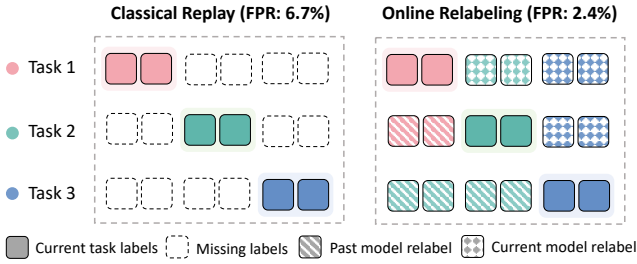 Classical Replay (FPR: 6.7%)
Online Relabeling (FPR: 2.4%)
Task 1
Task 2
Task 3
Current task labels
Missing labels
Past model relabel
Current model relabel